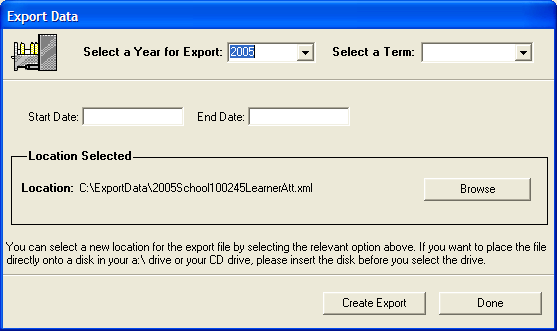 Export Data
Select a Year for Export: 2005 Select a Term:
Start Date: End Date:
Location Selected
Location: C:\ExportData\2005School100245LearnerAtt.xml Browse
You can select a new location for the export file by selecting the relevant option above. If you want to place the file
directly onto a disk in your a:\ drive or your CD drive, please insert the disk before you select the drive.
Create Export Done